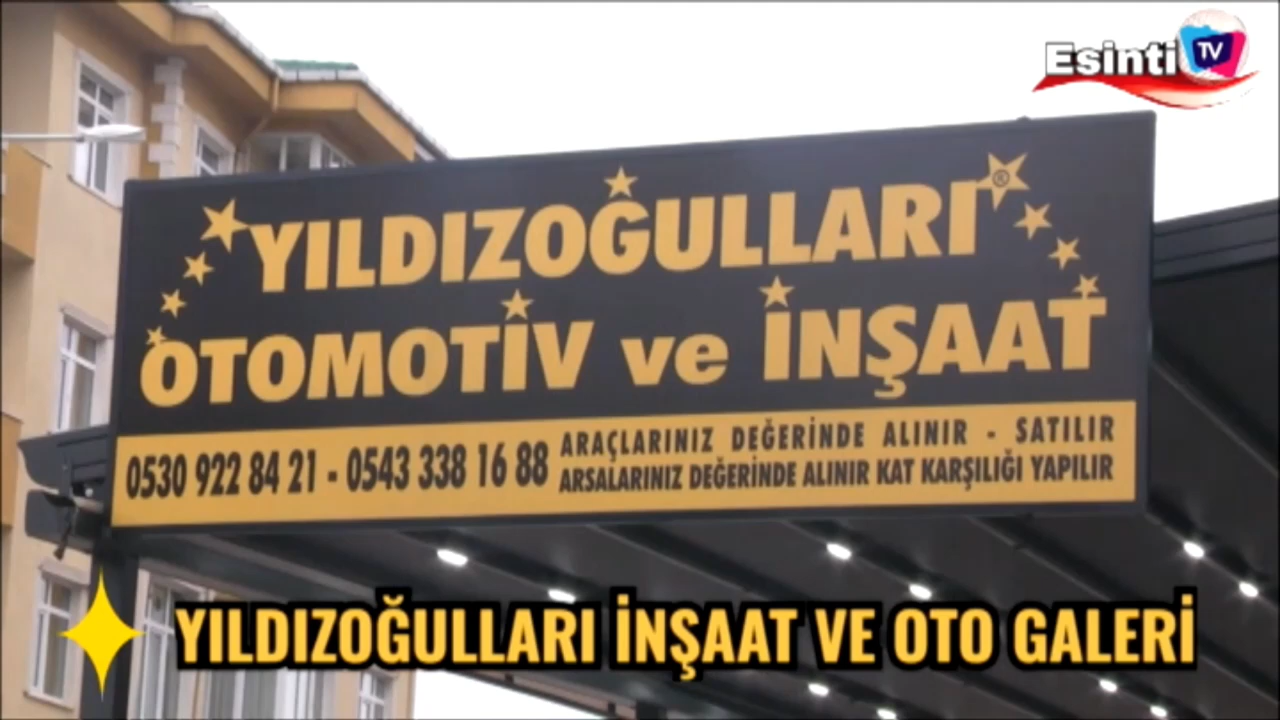 Esinti TV
YILDIZOĞULLARI®
OTOMOTİV ve İNŞAAT
0530 922 84 21 - 0543 338 16 88
ARAÇLARINIZ DEĞERİNDE ALINIR - SATILIR
ARSALARINIZ DEĞERİNDE ALINIR KAT KARŞILIĞI YAPILIR
YILDIZOĞULLARI İNŞAAT VE OTO GALERİ